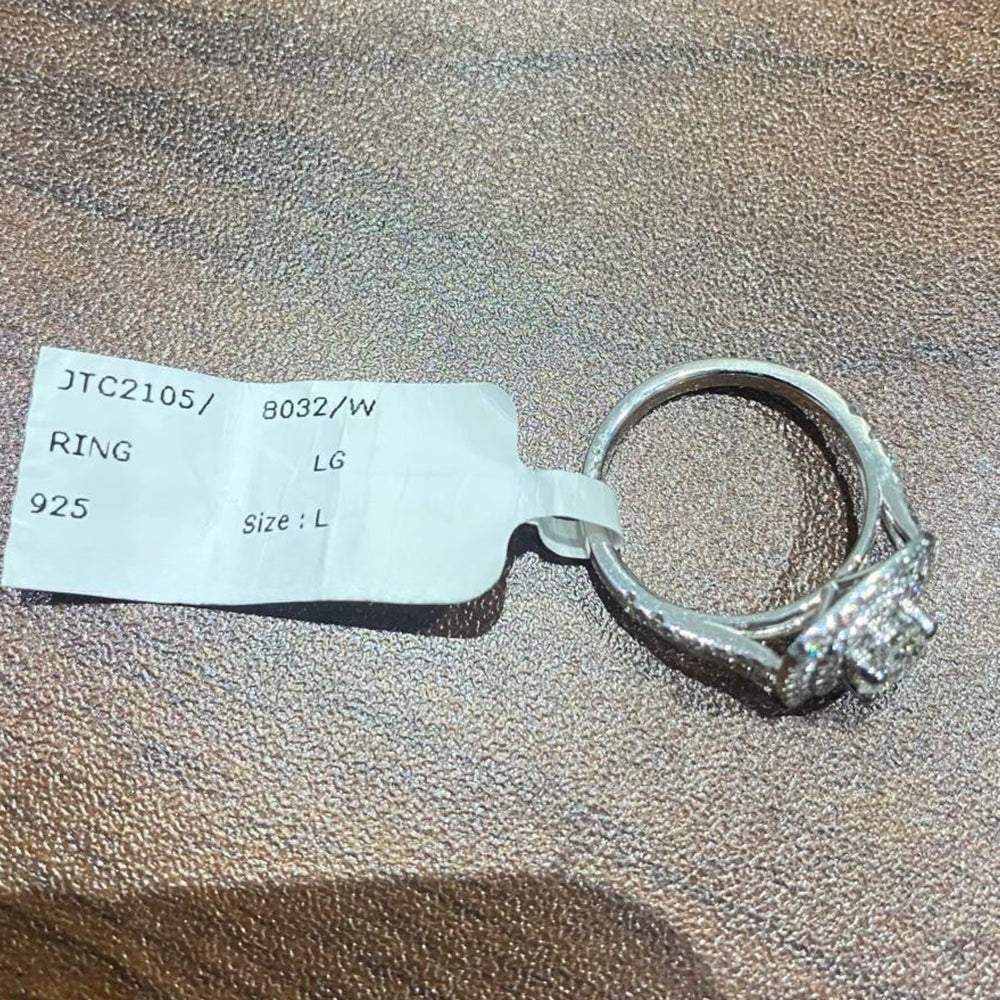 JTC2105/ 8032/W
RING LG
925 Size : L